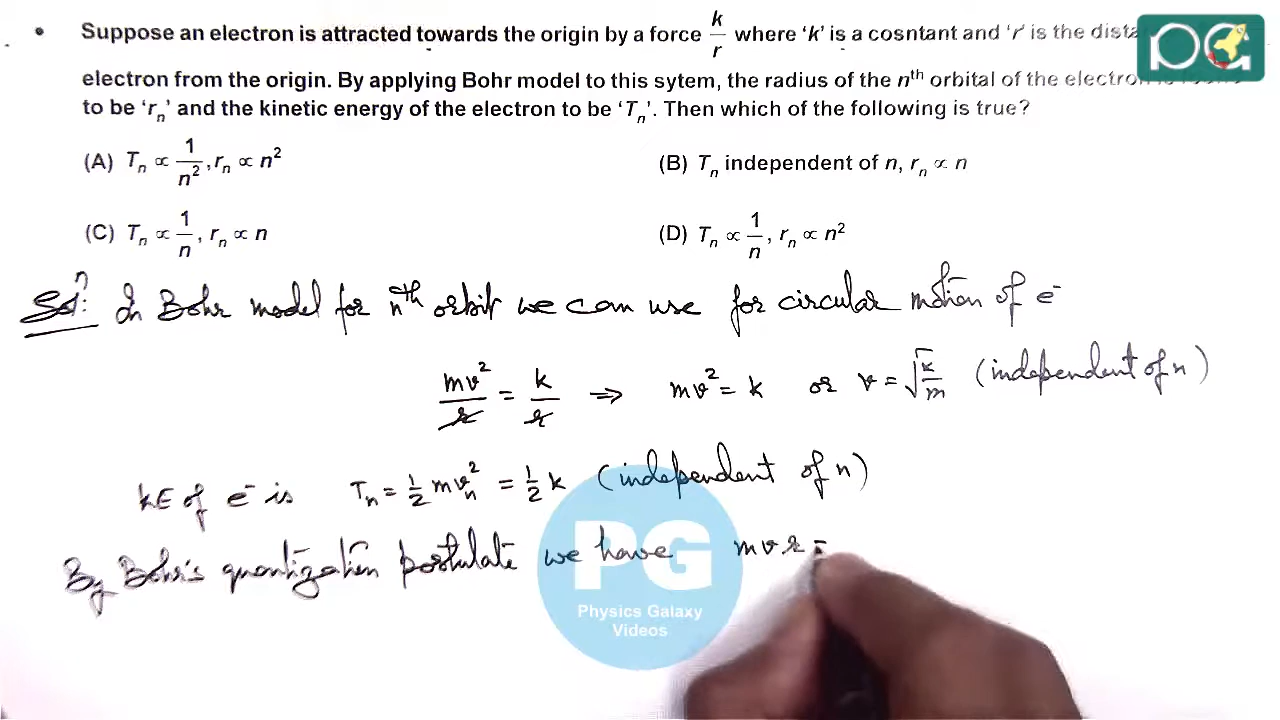 • Suppose an electron is attracted towards the origin by a force k/r where 'k' is a cosntant and 'r' is the dista
electron from the origin. By applying Bohr model to this sytem, the radius of the nᵗʰ orbital of the electron is
to be 'rₙ' and the kinetic energy of the electron to be 'Tₙ'. Then which of the following is true?
(A) Tₙ ∝ 1/n², rₙ ∝ n² (B) Tₙ independent of n, rₙ ∝ n
(C) Tₙ ∝ 1/n, rₙ ∝ n (D) Tₙ ∝ 1/n, rₙ ∝ n²
Solⁿ: In Bohr model for nᵗʰ orbit we can use for circular motion of e⁻
mv²/r = k/r ⇒ mv² = k or v = √(k/m) (independent of n)
KE of e⁻ is Tₙ = 1/2 mvₙ² = 1/2 k (independent of n)
By Bohr's quantization postulate we have mvr =
PG
Physics Galaxy
Videos